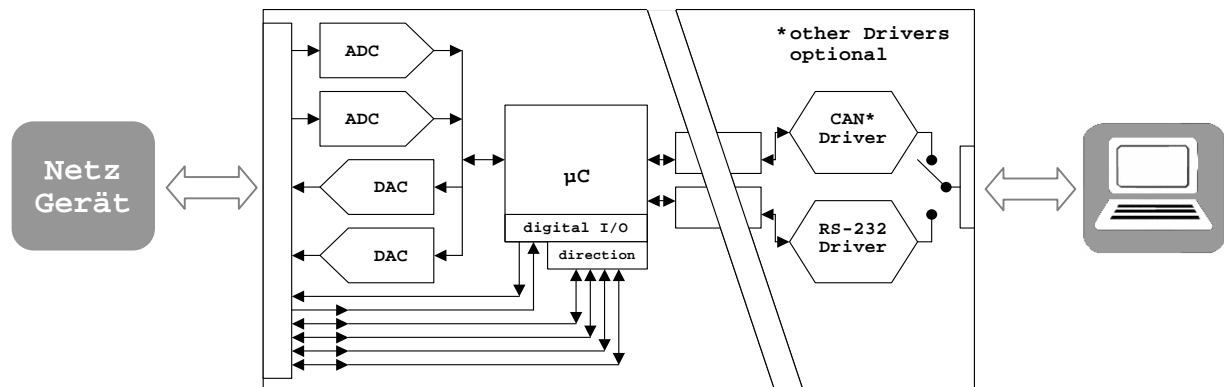 *other Drivers
optional
ADC
ADC
DAC
DAC
Netz
Gerät
µC
digital I/O
direction
CAN*
Driver
RS-232
Driver